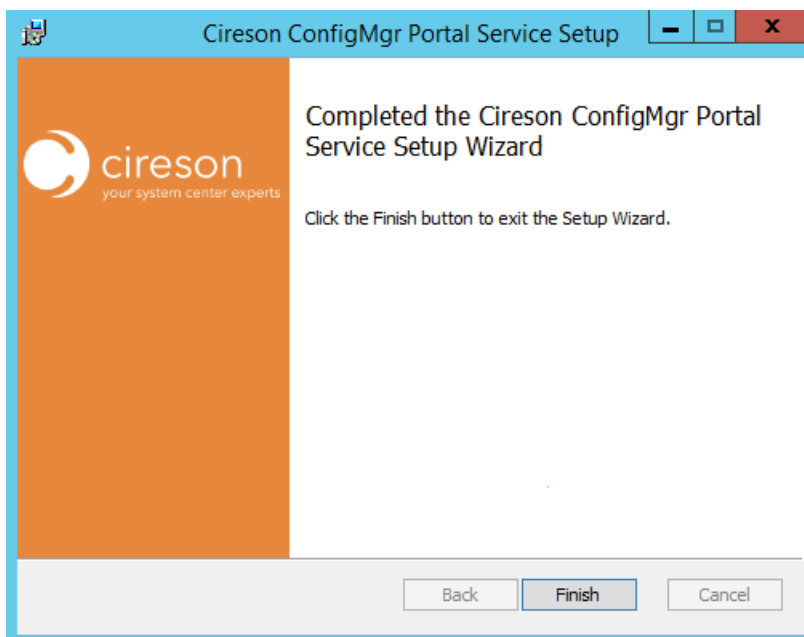 Cireson ConfigMgr Portal Service Setup
cireson
your system center experts
Completed the Cireson ConfigMgr Portal
Service Setup Wizard
Click the Finish button to exit the Setup Wizard.
Back Finish Cancel